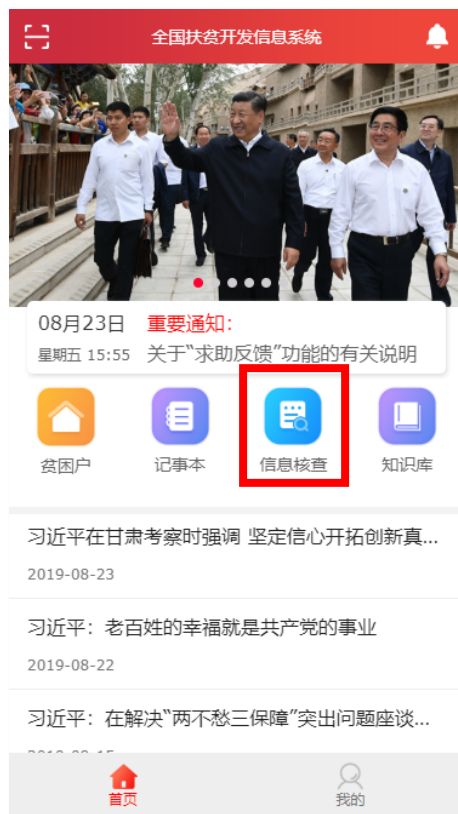 全国扶贫开发信息系统
08月23日 重要通知：
星期五 15:55 关于“求助反馈”功能的有关说明
贫困户 记事本 信息核查 知识库
习近平在甘肃考察时强调 坚定信心开拓创新真...
2019-08-23
习近平：老百姓的幸福就是共产党的事业
2019-08-22
习近平：在解决“两不愁三保障”突出问题座谈...
首页 我的